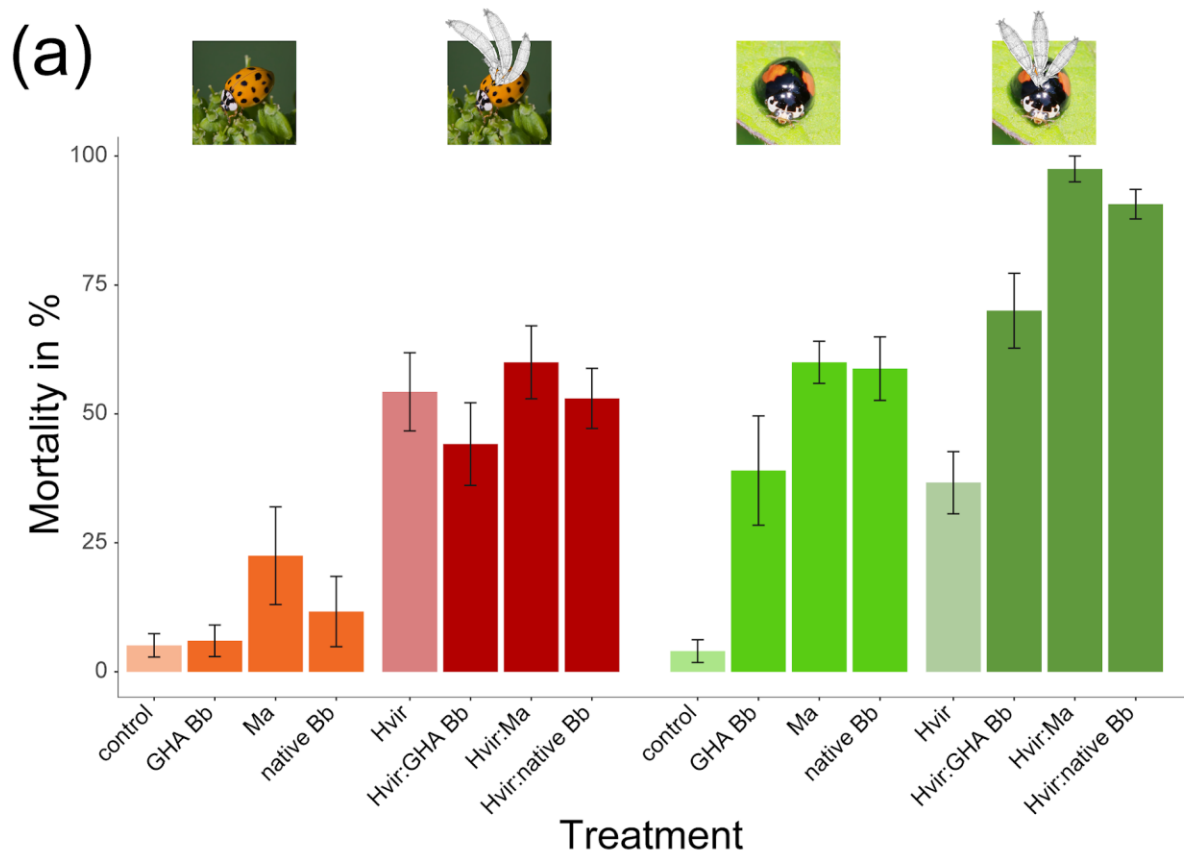 (a)
Mortality in %
100
75
50
25
0
control
GHA Bb
Ma
native Bb
Hvir
Hvir:GHA Bb
Hvir:Ma
Hvir:native Bb
control
GHA Bb
Ma
native Bb
Hvir
Hvir:GHA Bb
Hvir:Ma
Hvir:native Bb
Treatment